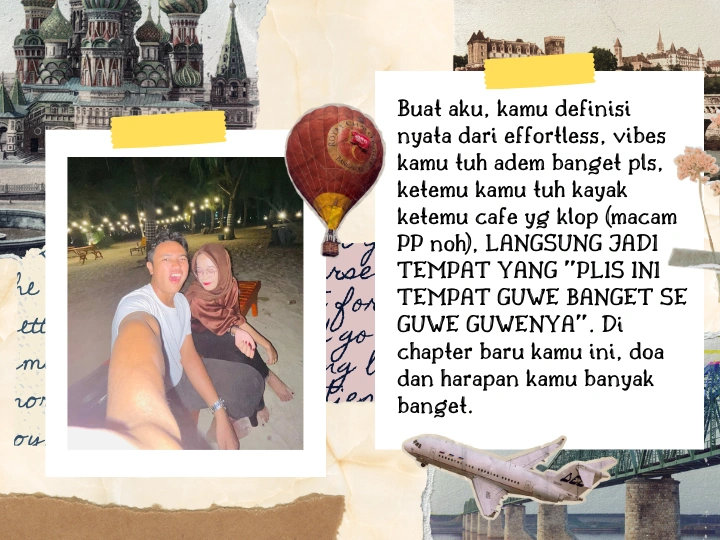 Buat aku, kamu definisi
nyata dari effortless, vibes
kamu tuh adem banget pls,
ketemu kamu tuh kayak
ketemu cafe yg klop (macam
PP noh), LANGSUNG JADI
TEMPAT YANG "PLIS INI
TEMPAT GUWE BANGET SE
GUWE GUWENYA". Di
chapter baru kamu ini, doa
dan harapan kamu banyak
banget.